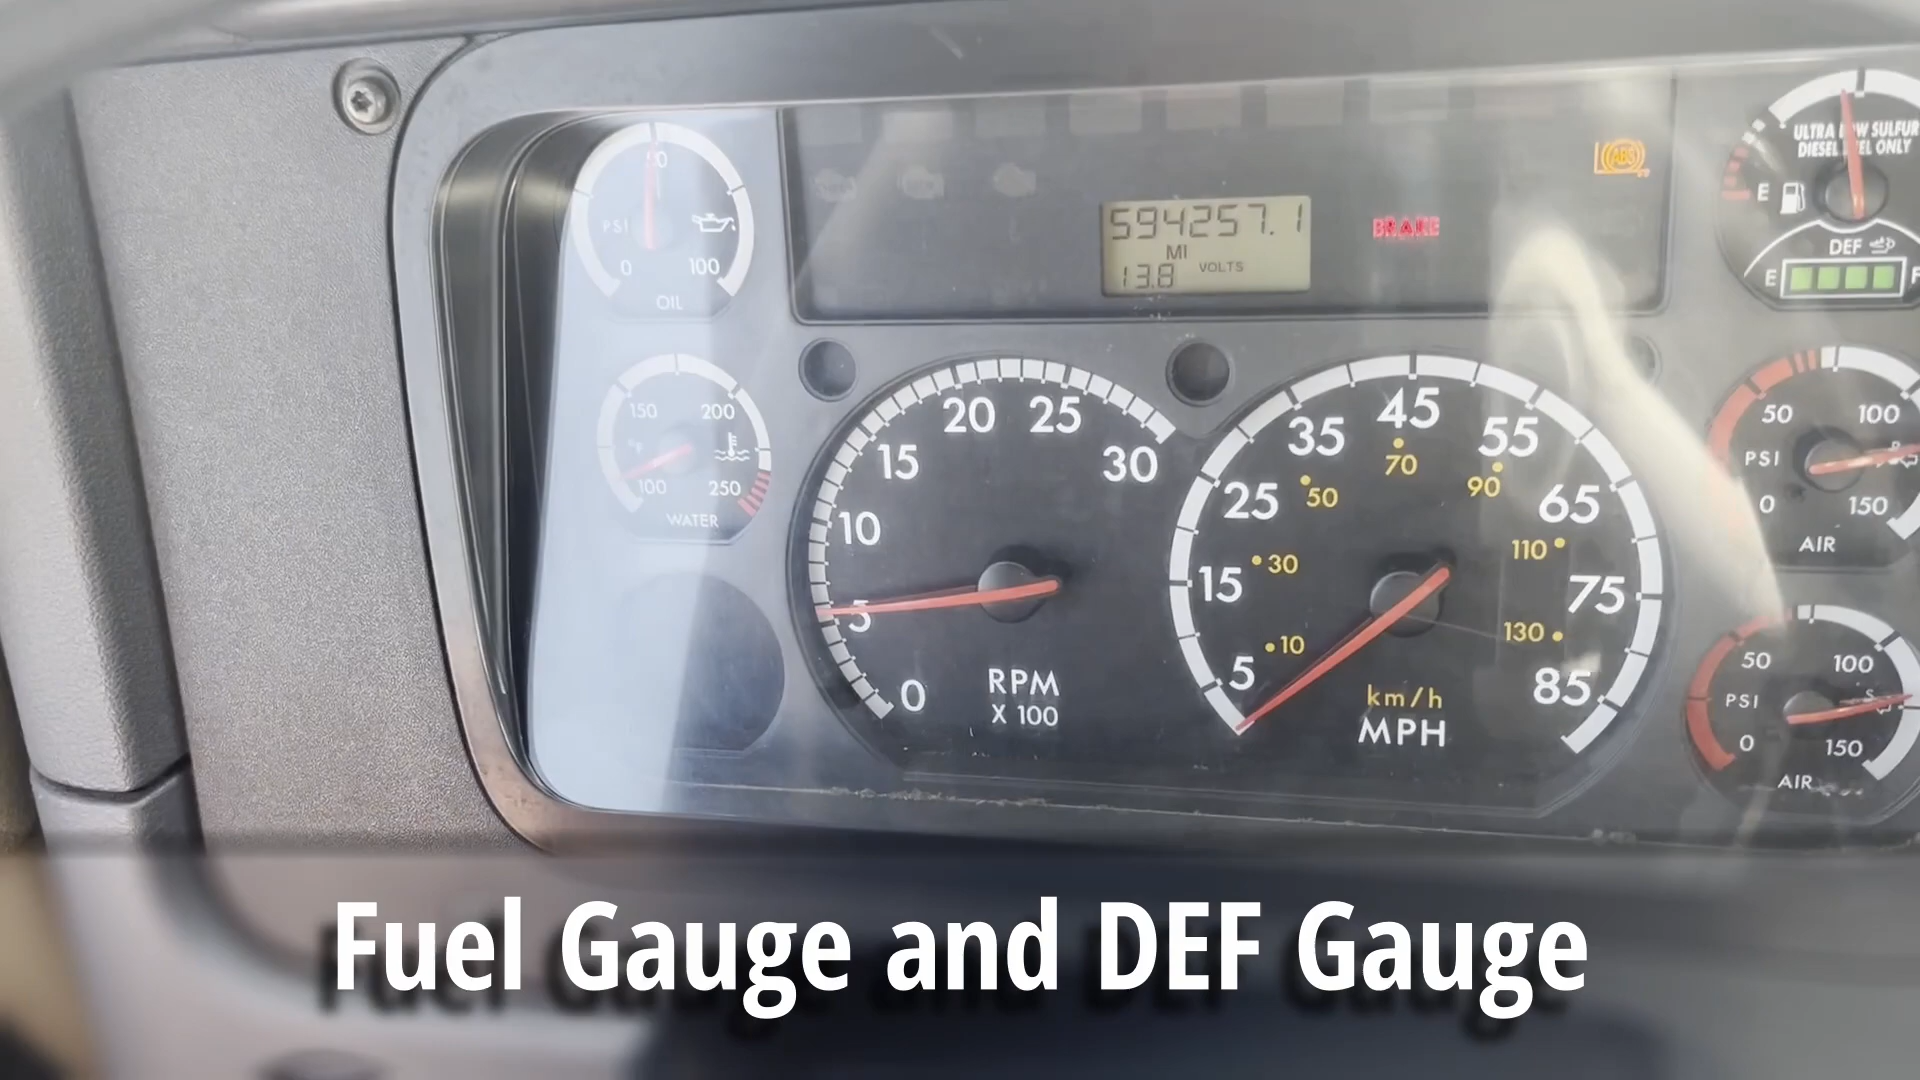 50
PSI
0
100
OIL
150
200
°F
100
250
WATER
594257.1
MI
13.8 VOLTS
BRAKE
ABS
ULTRA LOW SULFUR
DIESEL FUEL ONLY
E
DEF
E F
0
5
10
15
20
25
30
RPM
X 100
5
15
25
35
45
55
65
75
85
10
30
50
70
90
110
130
km/h
MPH
50
100
PSI
0
150
AIR
50
100
PSI
0
150
AIR
Fuel Gauge and DEF Gauge